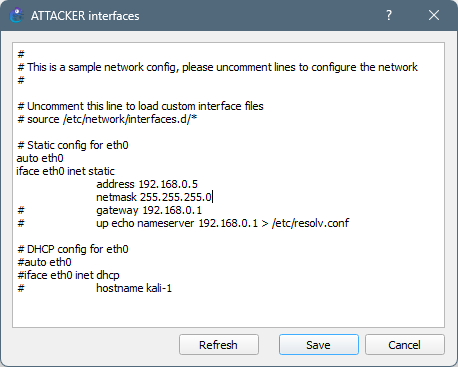 ATTACKER interfaces
?
#
# This is a sample network config, please uncomment lines to configure the network
#
# Uncomment this line to load custom interface files
# source /etc/network/interfaces.d/*
# Static config for eth0
auto eth0
iface eth0 inet static
address 192.168.0.5
netmask 255.255.255.0
# gateway 192.168.0.1
# up echo nameserver 192.168.0.1 > /etc/resolv.conf
# DHCP config for eth0
#auto eth0
#iface eth0 inet dhcp
# hostname kali-1
Refresh Save Cancel